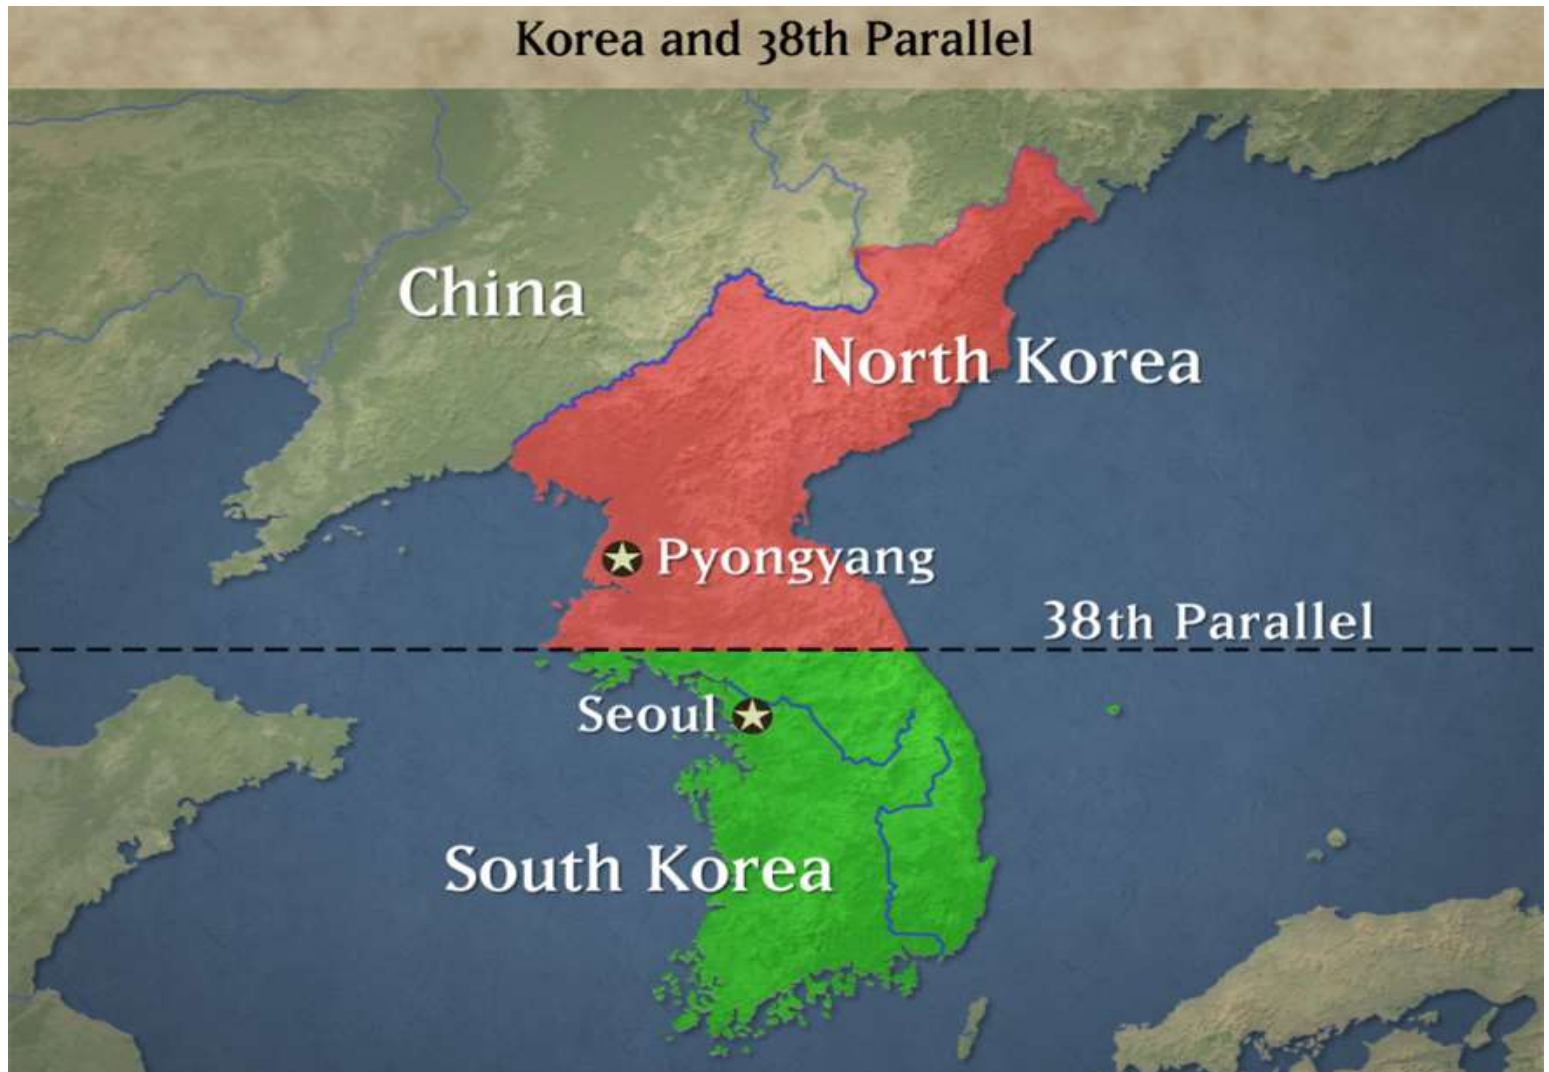 Korea and 38th Parallel
China
North Korea
Pyongyang
38th Parallel
Seoul
South Korea